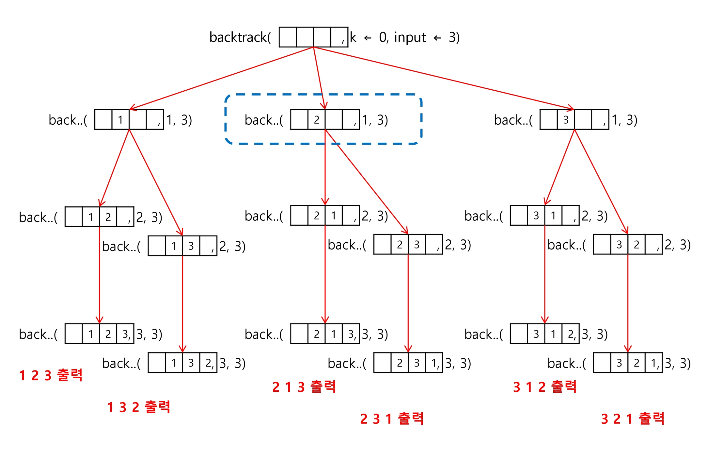 backtrack( , k ← 0, input ← 3)
back..( 1 , 1, 3)
back..( 2 , 1, 3)
back..( 3 , 1, 3)
back..( 1 2 , 2, 3)
back..( 1 3 , 2, 3)
back..( 2 1 , 2, 3)
back..( 2 3 , 2, 3)
back..( 3 1 , 2, 3)
back..( 3 2 , 2, 3)
back..( 1 2 3, 3, 3)
back..( 1 3 2, 3, 3)
back..( 2 1 3, 3, 3)
back..( 2 3 1, 3, 3)
back..( 3 1 2, 3, 3)
back..( 3 2 1, 3, 3)
1 2 3 출력
1 3 2 출력
2 1 3 출력
2 3 1 출력
3 1 2 출력
3 2 1 출력